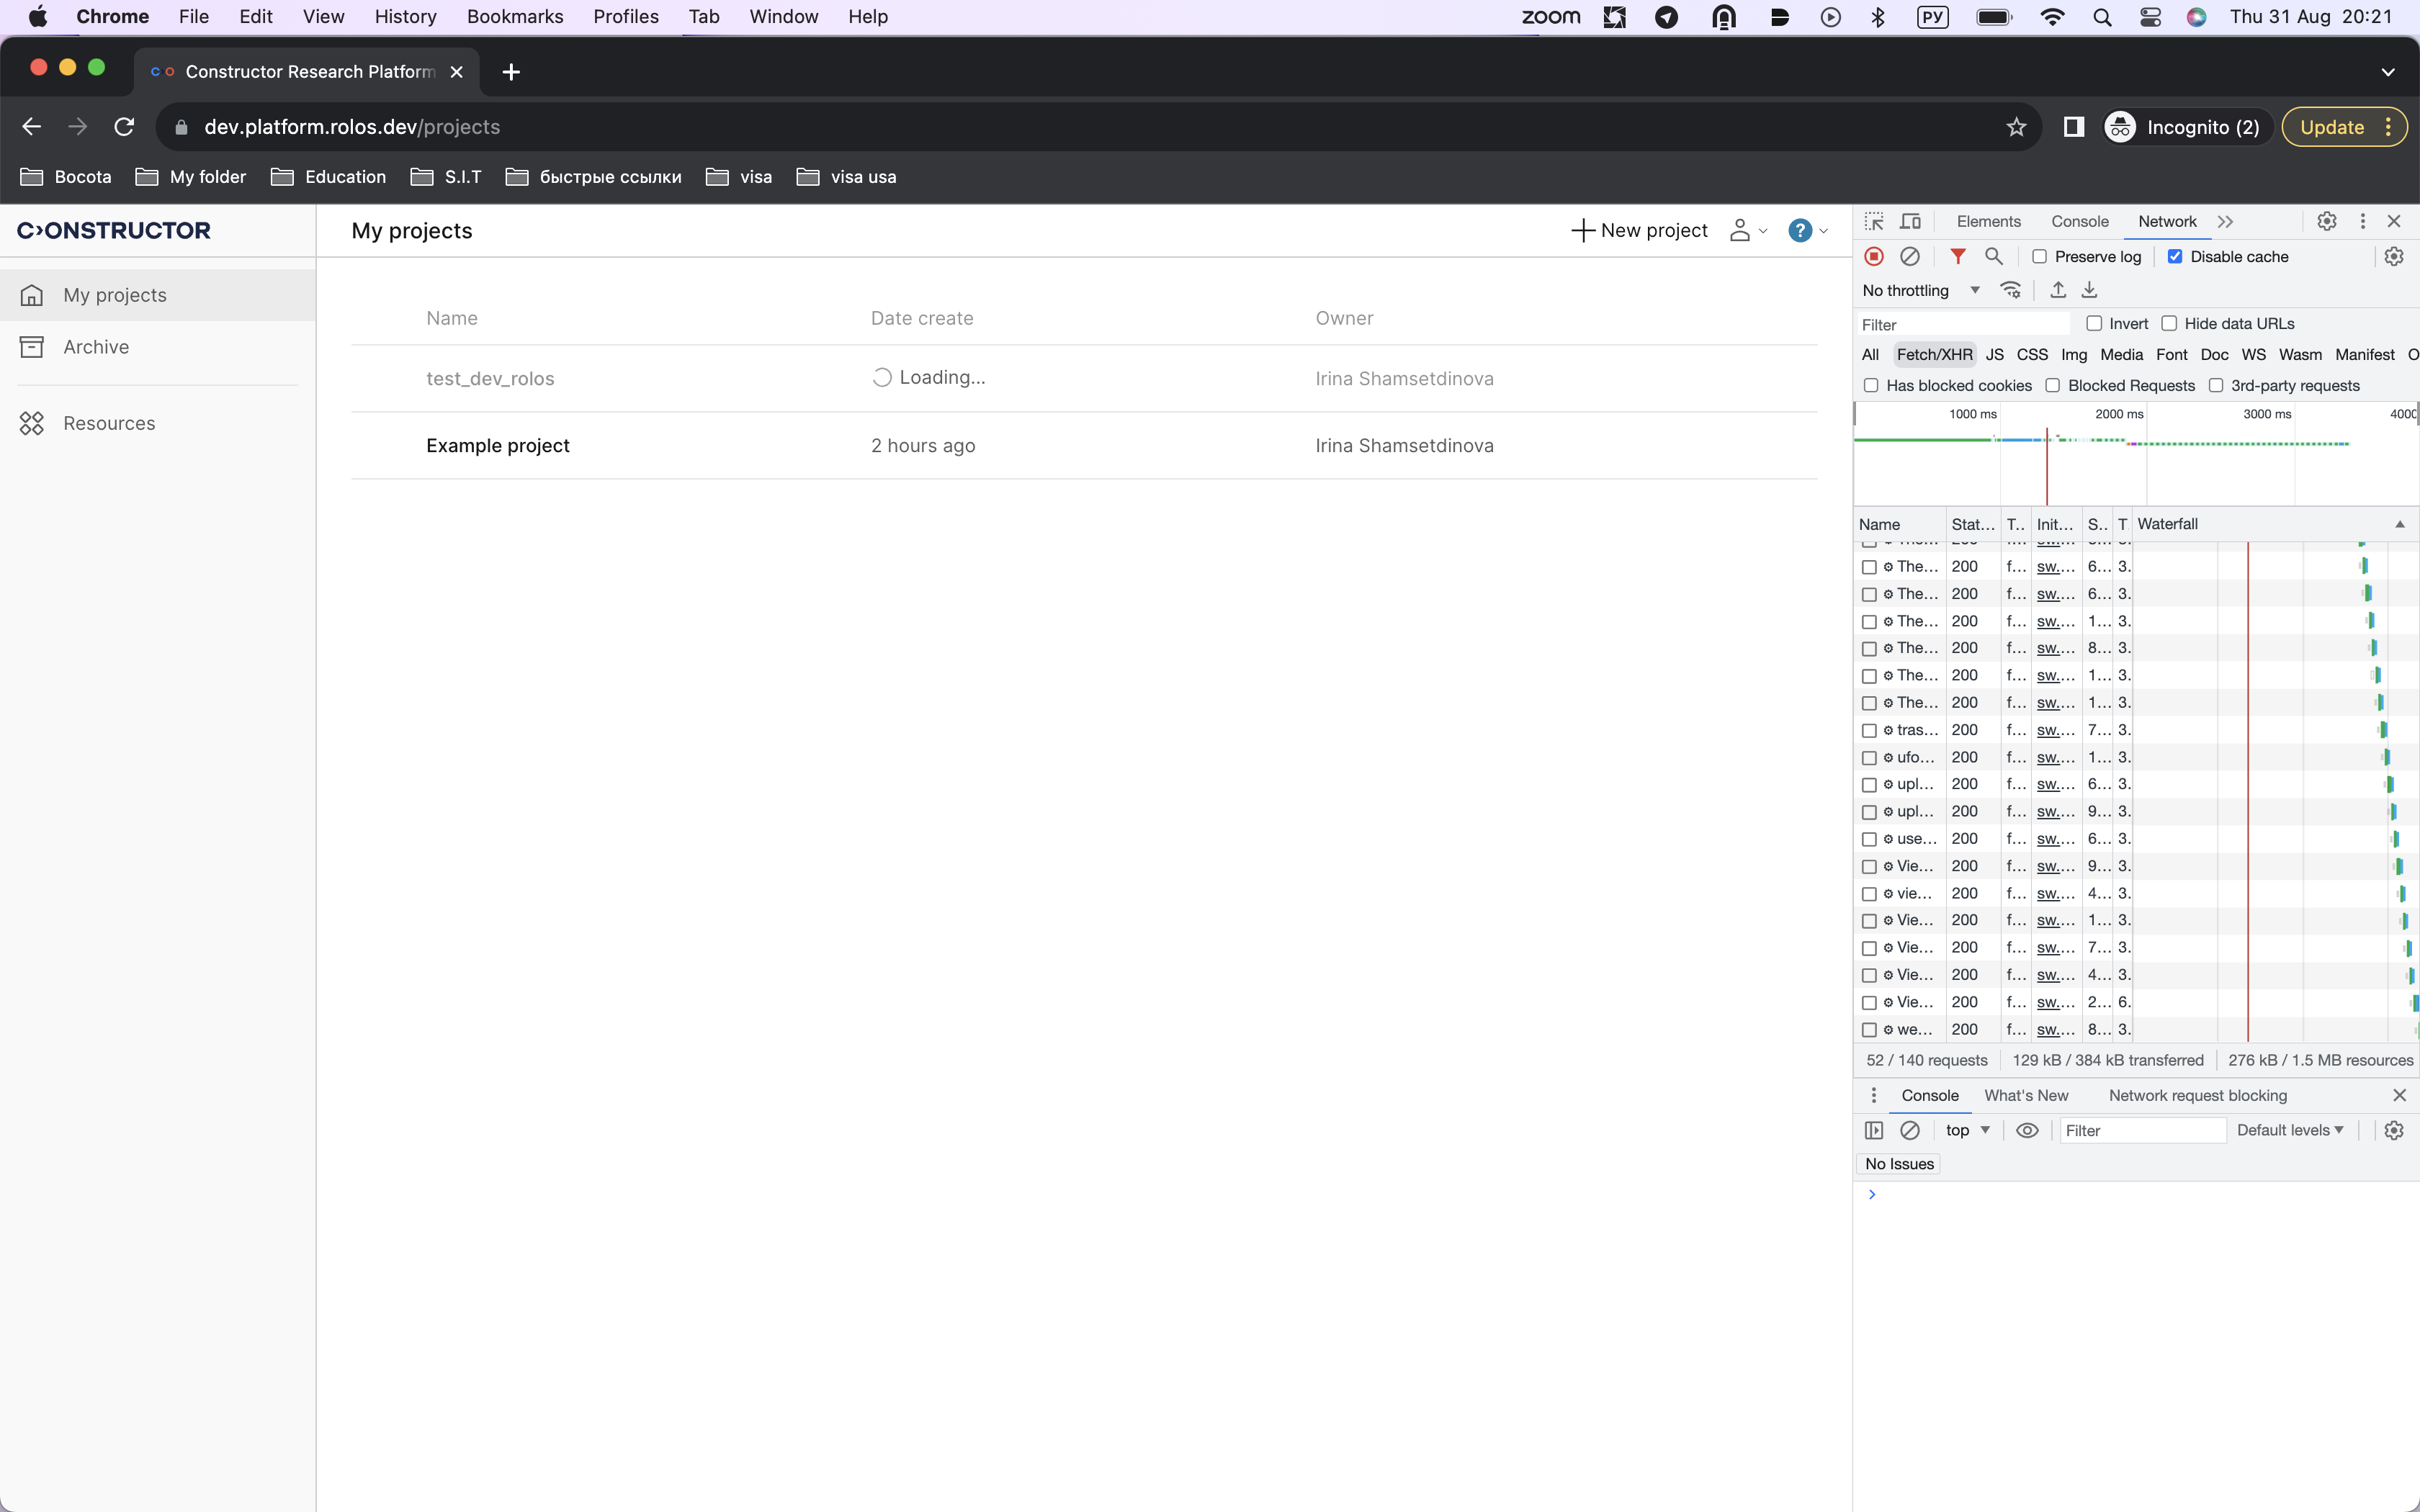 Chrome File Edit View History Bookmarks Profiles Tab Window Help zoom РУ Thu 31 Aug 20:21
Constructor Research Platform
dev.platform.rolos.dev/projects Incognito (2) Update
Bocota My folder Education S.I.T быстрые ссылки visa visa usa
C›ONSTRUCTOR
My projects
Archive
Resources
My projects New project ?
Name Date create Owner
test_dev_rolos Loading... Irina Shamsetdinova
Example project 2 hours ago Irina Shamsetdinova
Elements Console Network
Preserve log Disable cache
No throttling
Filter Invert Hide data URLs
All Fetch/XHR JS CSS Img Media Font Doc WS Wasm Manifest O
Has blocked cookies Blocked Requests 3rd-party requests
1000 ms 2000 ms 3000 ms 4000
Name Stat... T.. Init... S.. T Waterfall
The... 200 f... sw.... 6... 3.
The... 200 f... sw.... 6... 3.
The... 200 f... sw.... 1... 3.
The... 200 f... sw.... 8... 3.
The... 200 f... sw.... 1... 3.
The... 200 f... sw.... 1... 3.
tras... 200 f... sw.... 7... 3.
ufo... 200 f... sw.... 1... 3.
upl... 200 f... sw.... 6... 3.
upl... 200 f... sw.... 9... 3.
use... 200 f... sw.... 6... 3.
Vie... 200 f... sw.... 9... 3.
vie... 200 f... sw.... 4... 3.
Vie... 200 f... sw.... 1... 3.
Vie... 200 f... sw.... 7... 3.
Vie... 200 f... sw.... 4... 3.
Vie... 200 f... sw.... 2... 6.
we... 200 f... sw.... 8... 3.
52 / 140 requests 129 kB / 384 kB transferred 276 kB / 1.5 MB resources
Console What's New Network request blocking
top Filter Default levels
No Issues